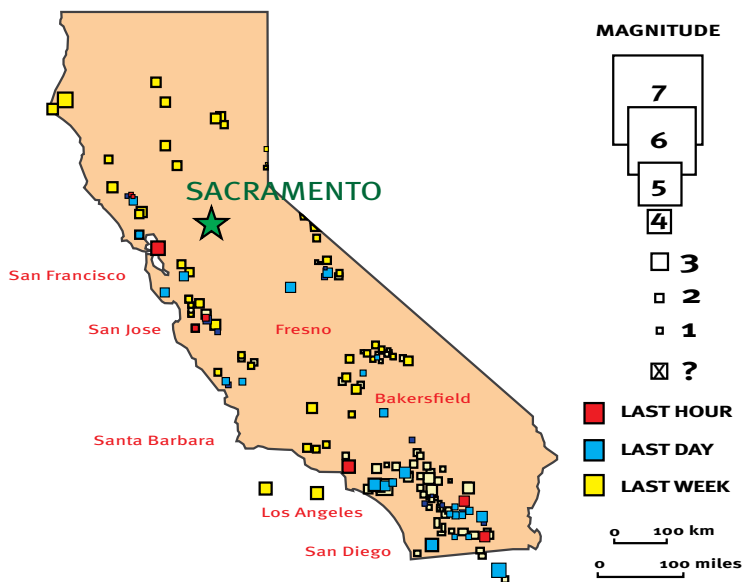 MAGNITUDE
7
6
5
4
3
2
1
?
SACRAMENTO
San Francisco
San Jose
Fresno
Bakersfield
Santa Barbara
Los Angeles
San Diego
LAST HOUR
LAST DAY
LAST WEEK
0 100 km
0 100 miles